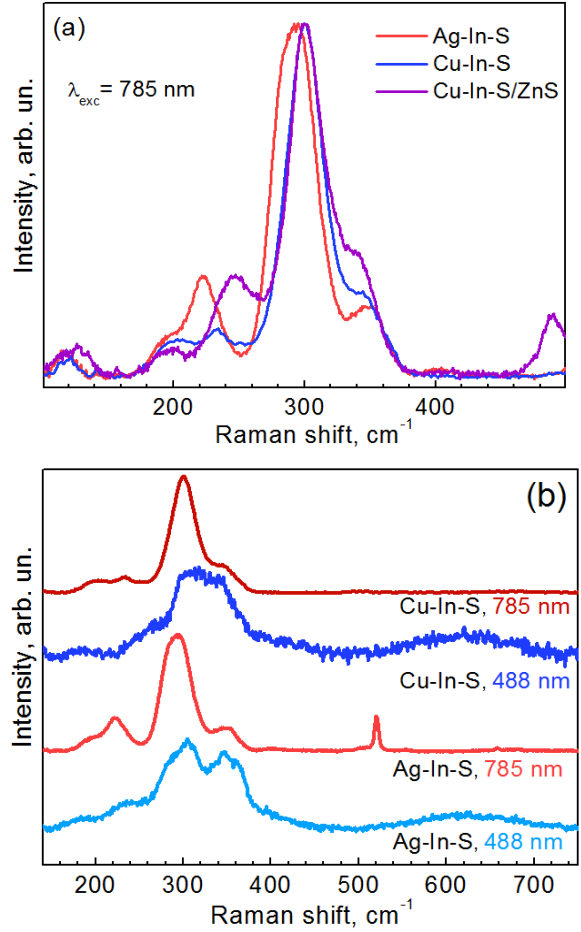 (a)
Ag-In-S
Cu-In-S
Cu-In-S/ZnS
λexc= 785 nm
Intensity, arb. un.
200 300 400
Raman shift, cm-1
(b)
Cu-In-S, 785 nm
Cu-In-S, 488 nm
Ag-In-S, 785 nm
Ag-In-S, 488 nm
Intensity, arb. un.
200 300 400 500 600 700
Raman shift, cm-1